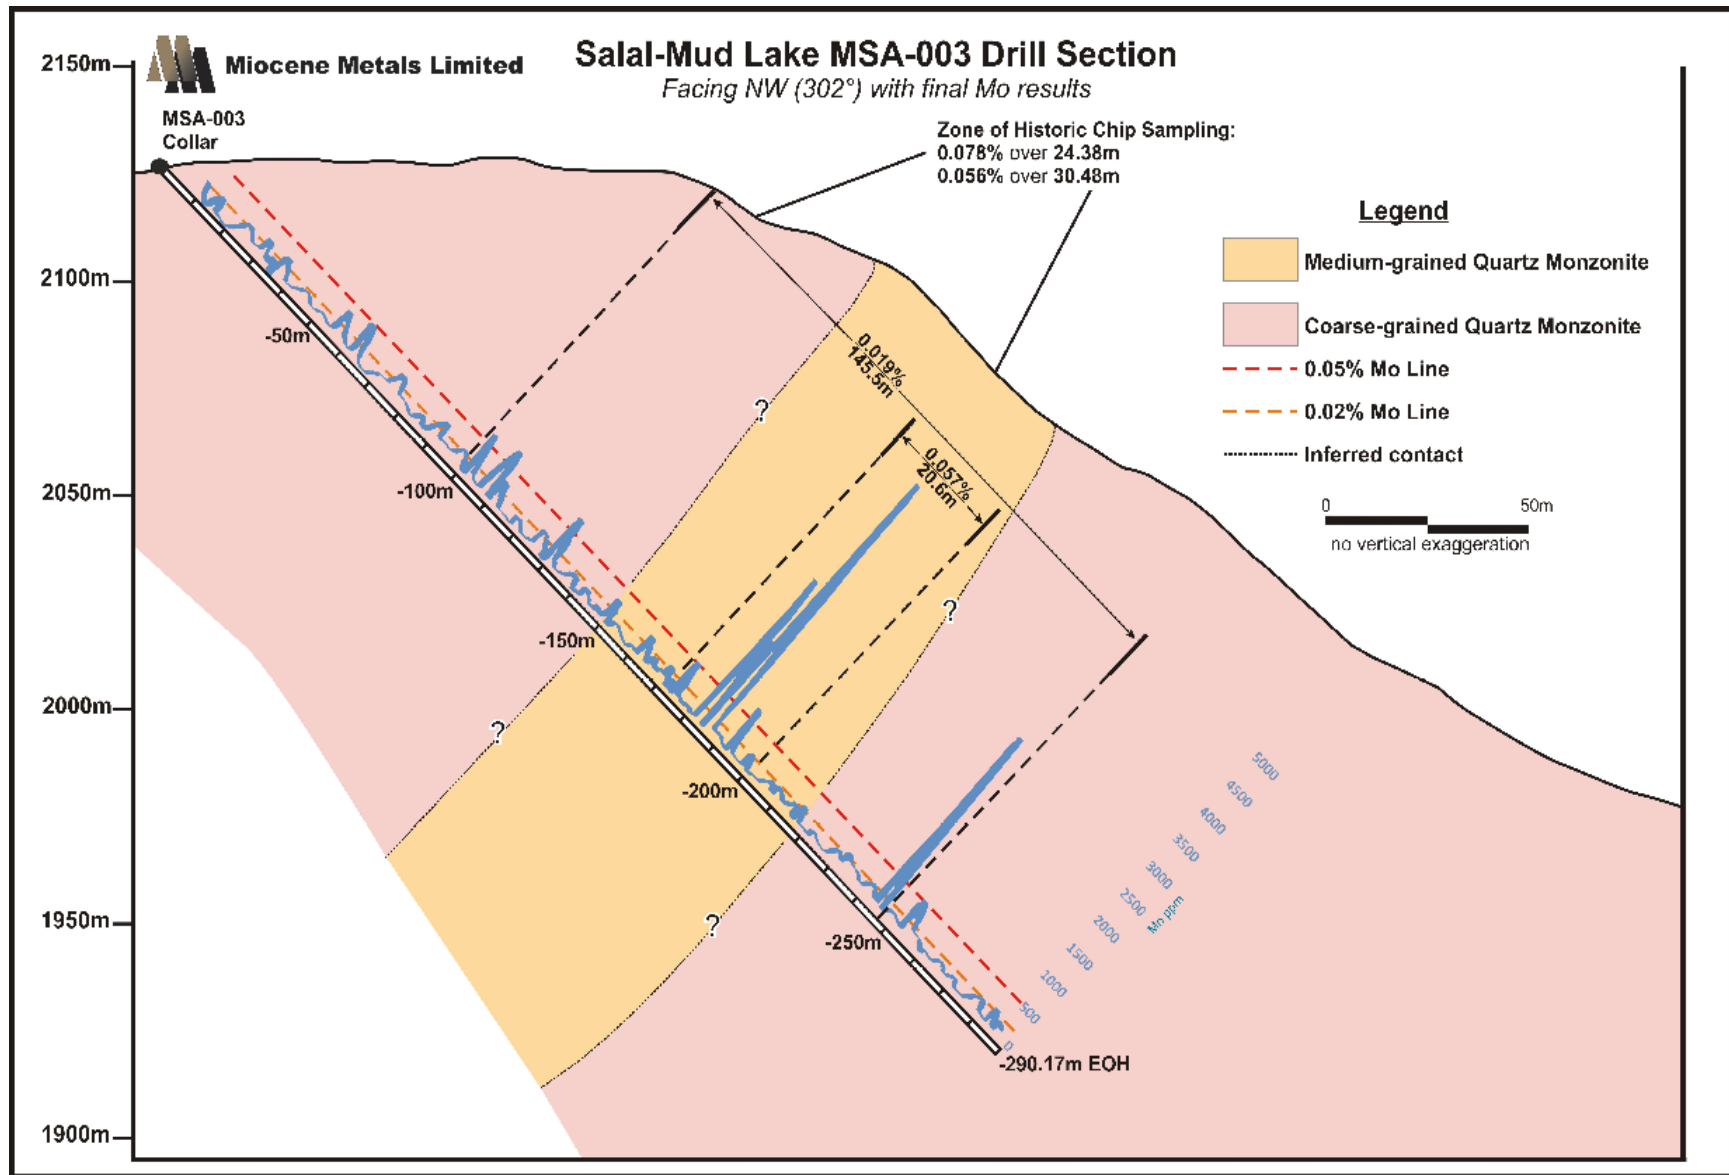 Miocene Metals Limited
Salal-Mud Lake MSA-003 Drill Section
Facing NW (302°) with final Mo results
2150m
2100m
2050m
2000m
1950m
1900m
MSA-003
Collar
Zone of Historic Chip Sampling:
0.078% over 24.38m
0.056% over 30.48m
Legend
Medium-grained Quartz Monzonite
Coarse-grained Quartz Monzonite
0.05% Mo Line
0.02% Mo Line
Inferred contact
0 50m
no vertical exaggeration
-50m
-100m
-150m
-200m
-250m
-290.17m EOH
0.019%
145.5m
0.057%
20.6m
?
?
?
?
5000
4500
4000
3500
3000
2500
2000
1500
1000
500
0
Mo ppm